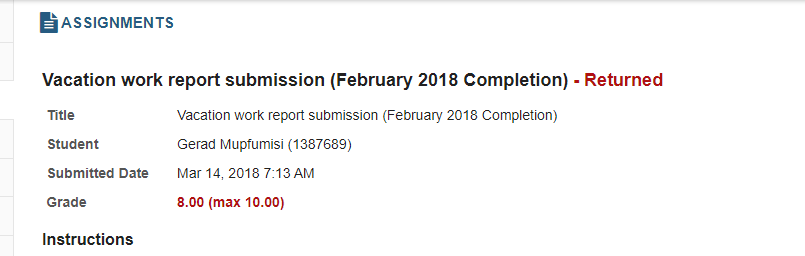 ASSIGNMENTS
Vacation work report submission (February 2018 Completion) - Returned
Title Vacation work report submission (February 2018 Completion)
Student Gerad Mupfumisi (1387689)
Submitted Date Mar 14, 2018 7:13 AM
Grade 8.00 (max 10.00)
Instructions